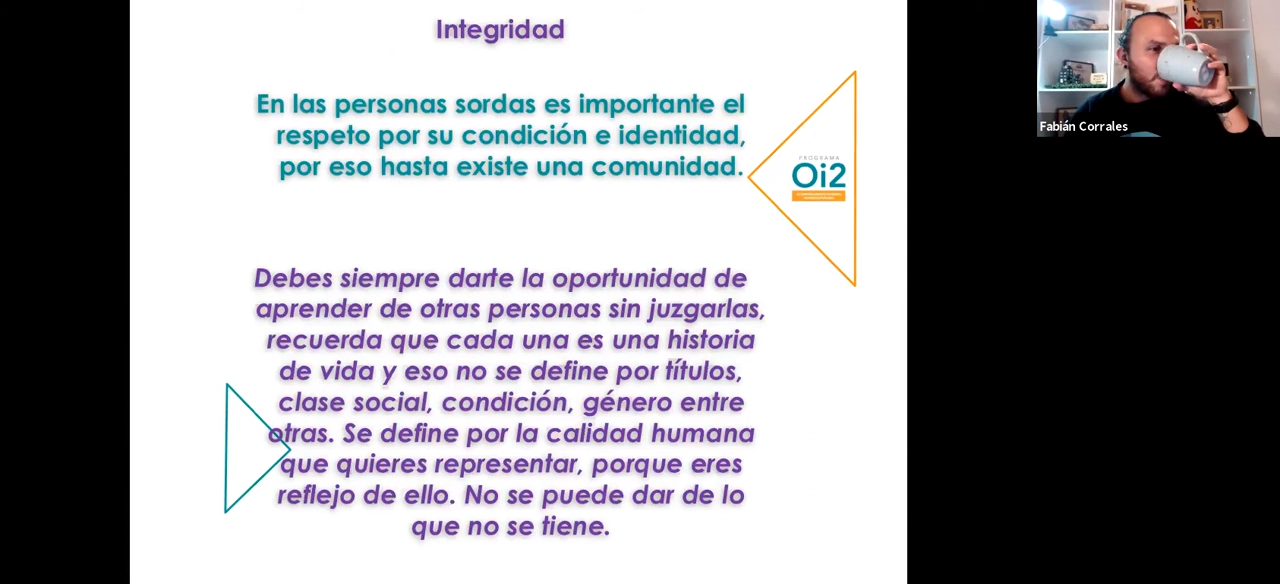 Integridad
En las personas sordas es importante el
respeto por su condición e identidad,
por eso hasta existe una comunidad.
PROGRAMA
Oi2
Debes siempre darte la oportunidad de
aprender de otras personas sin juzgarlas,
recuerda que cada una es una historia
de vida y eso no se define por títulos,
clase social, condición, género entre
otras. Se define por la calidad humana
que quieres representar, porque eres
reflejo de ello. No se puede dar de lo
que no se tiene.
Fabián Corrales